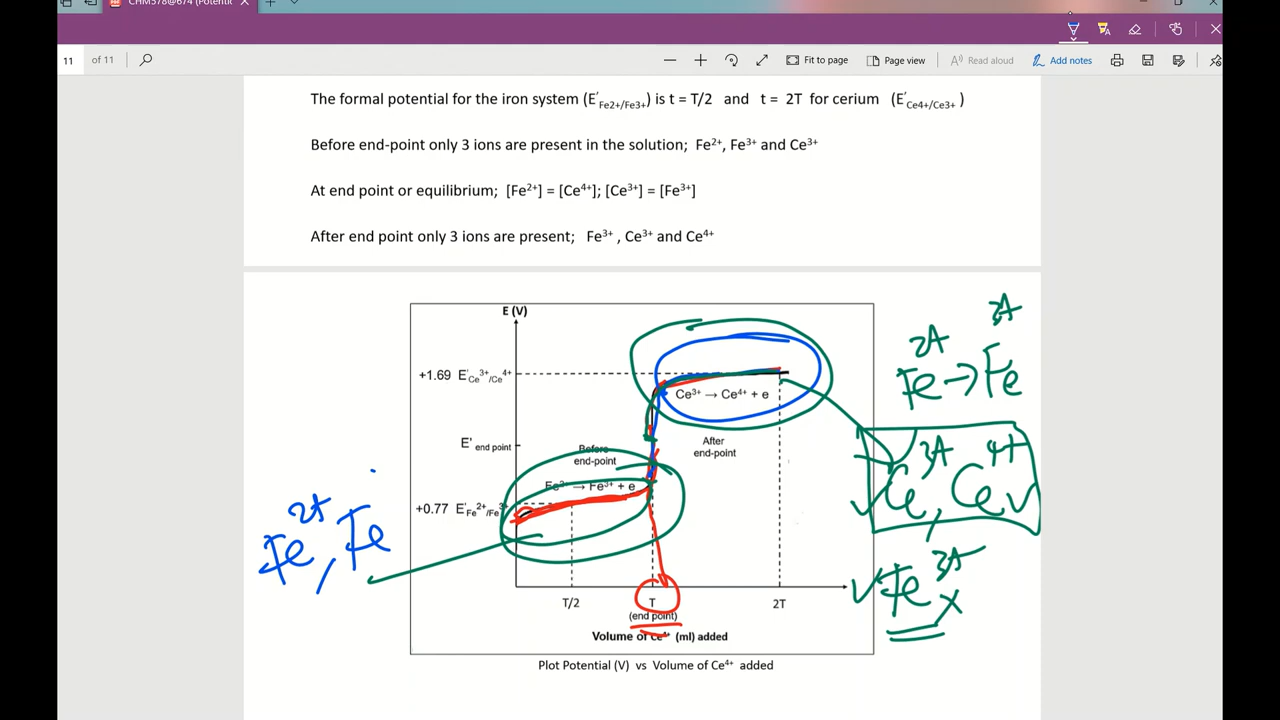 CHM578@674 (Potenti
11 of 11
Fit to page
Page view
Read aloud
Add notes
The formal potential for the iron system (E′Fe2+/Fe3+) is t = T/2 and t = 2T for cerium (E′Ce4+/Ce3+ )
Before end-point only 3 ions are present in the solution; Fe²⁺, Fe³⁺ and Ce³⁺
At end point or equilibrium; [Fe²⁺] = [Ce⁴⁺]; [Ce³⁺] = [Fe³⁺]
After end point only 3 ions are present; Fe³⁺ , Ce³⁺ and Ce⁴⁺
E (V)
+1.69 E′Ce³⁺/Ce⁴⁺
Ce³⁺ → Ce⁴⁺ + e
E' end point
Before
end-point
After
end-point
Fe²⁺ → Fe³⁺ + e
+0.77 E′Fe²⁺/Fe³⁺
T/2
T
(end point)
2T
Volume of Ce⁴⁺ (ml) added
Plot Potential (V) vs Volume of Ce⁴⁺ added
Fe²⁺ → Fe³⁺
Ce³⁺, Ce⁴⁺
Fe³⁺
Fe²⁺, Fe